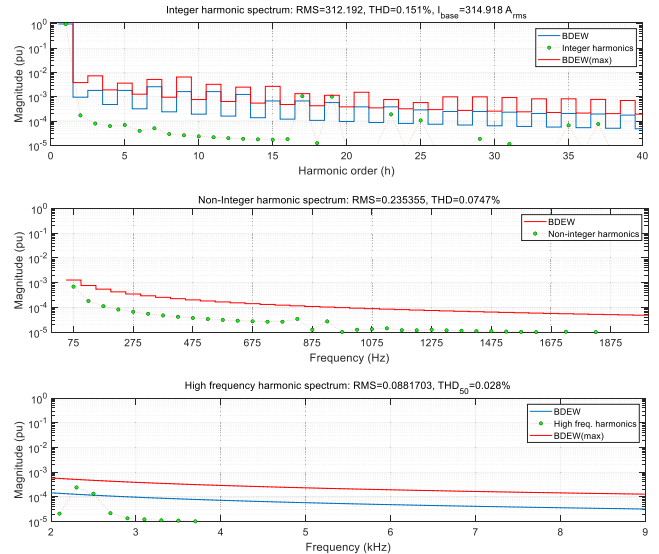 Integer harmonic spectrum: RMS=312.192, THD=0.151%, I_base=314.918 A_rms
Magnitude (pu)
10^0
10^-1
10^-2
10^-3
10^-4
10^-5
BDEW
Integer harmonics
BDEW(max)
0 5 10 15 20 25 30 35 40
Harmonic order (h)
Non-Integer harmonic spectrum: RMS=0.235355, THD=0.0747%
Magnitude (pu)
10^0
10^-1
10^-2
10^-3
10^-4
10^-5
BDEW
Non-integer harmonics
75 275 475 675 875 1075 1275 1475 1675 1875
Frequency (Hz)
High frequency harmonic spectrum: RMS=0.0881703, THD_50=0.028%
Magnitude (pu)
10^0
10^-1
10^-2
10^-3
10^-4
10^-5
BDEW
High freq. harmonics
BDEW(max)
2 3 4 5 6 7 8 9
Frequency (kHz)